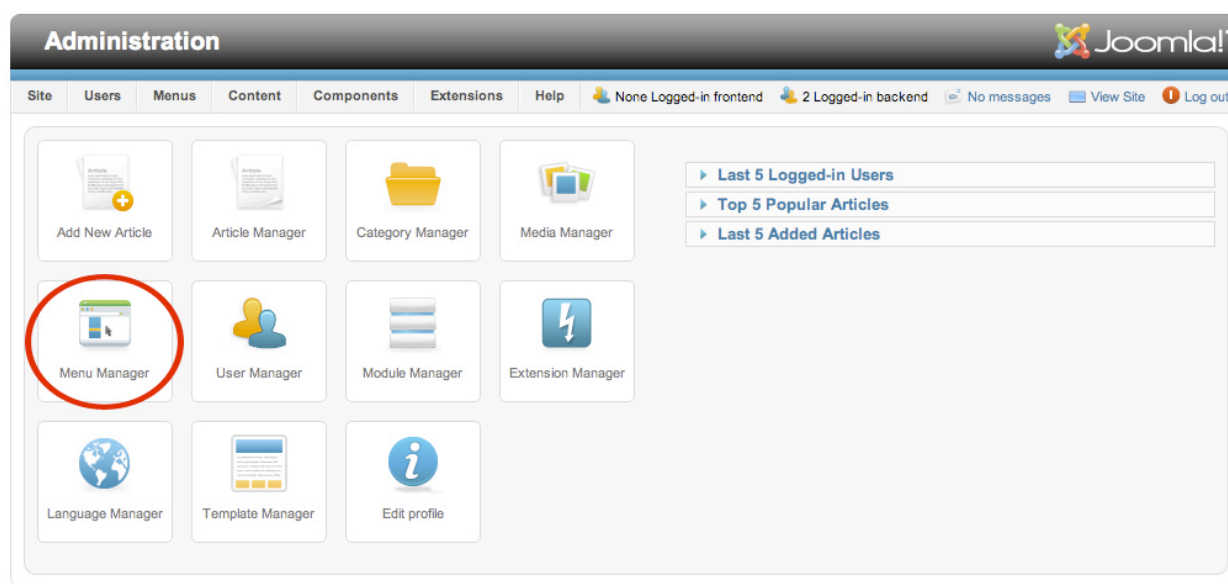 Administration
Joomla!
Site Users Menus Content Components Extensions Help None Logged-in frontend 2 Logged-in backend No messages View Site Log out
Article
Article
Add New Article Article Manager Category Manager Media Manager
Last 5 Logged-in Users
Top 5 Popular Articles
Last 5 Added Articles
Menu Manager User Manager Module Manager Extension Manager
Language Manager Template Manager Edit profile